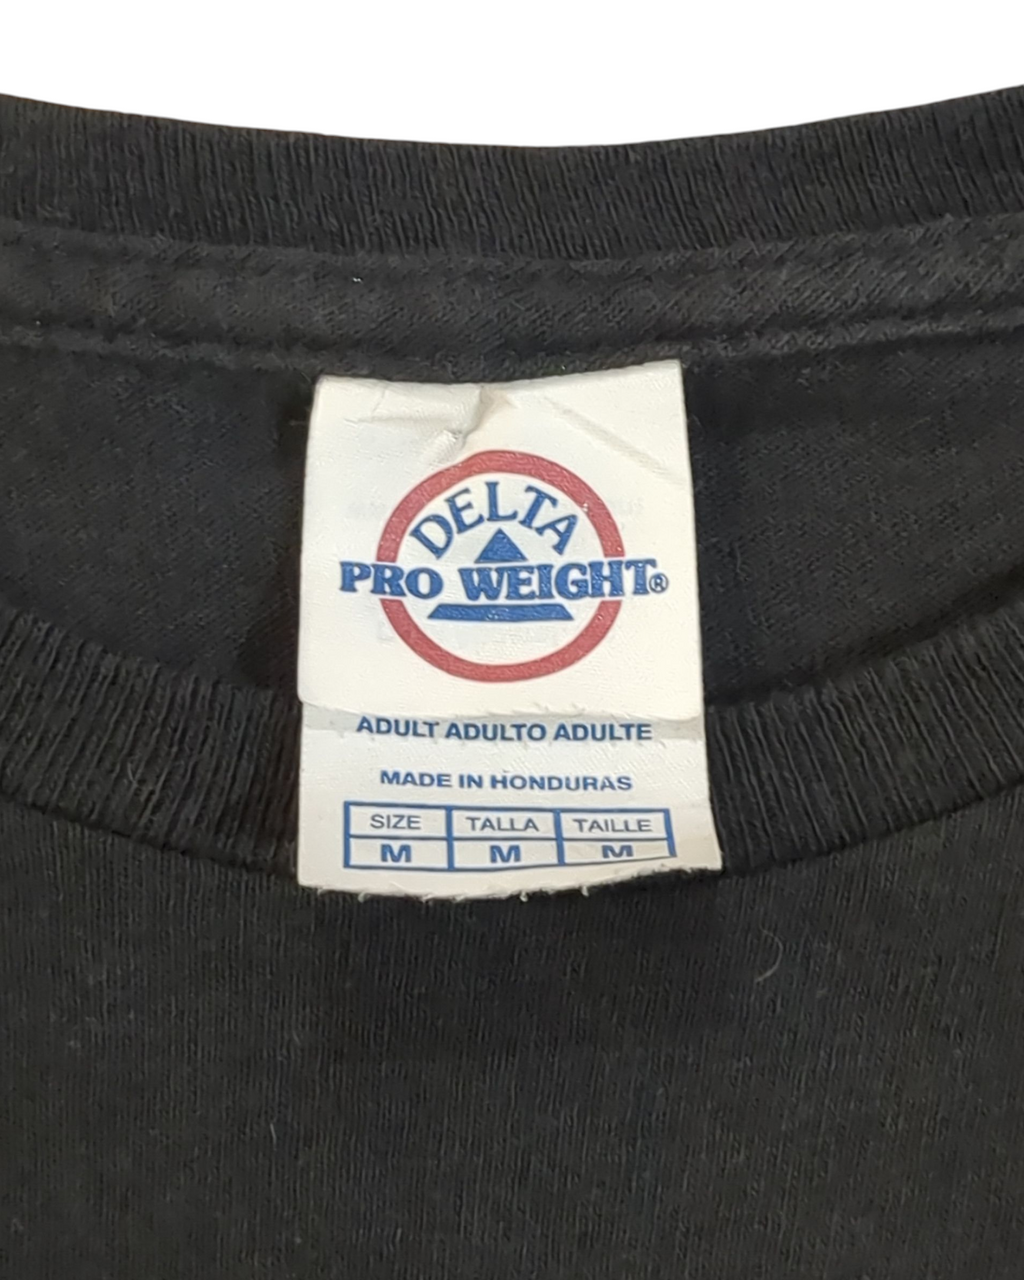 DELTA
PRO WEIGHT®
ADULT ADULTO ADULTE
MADE IN HONDURAS
SIZE TALLA TAILLE
M M M